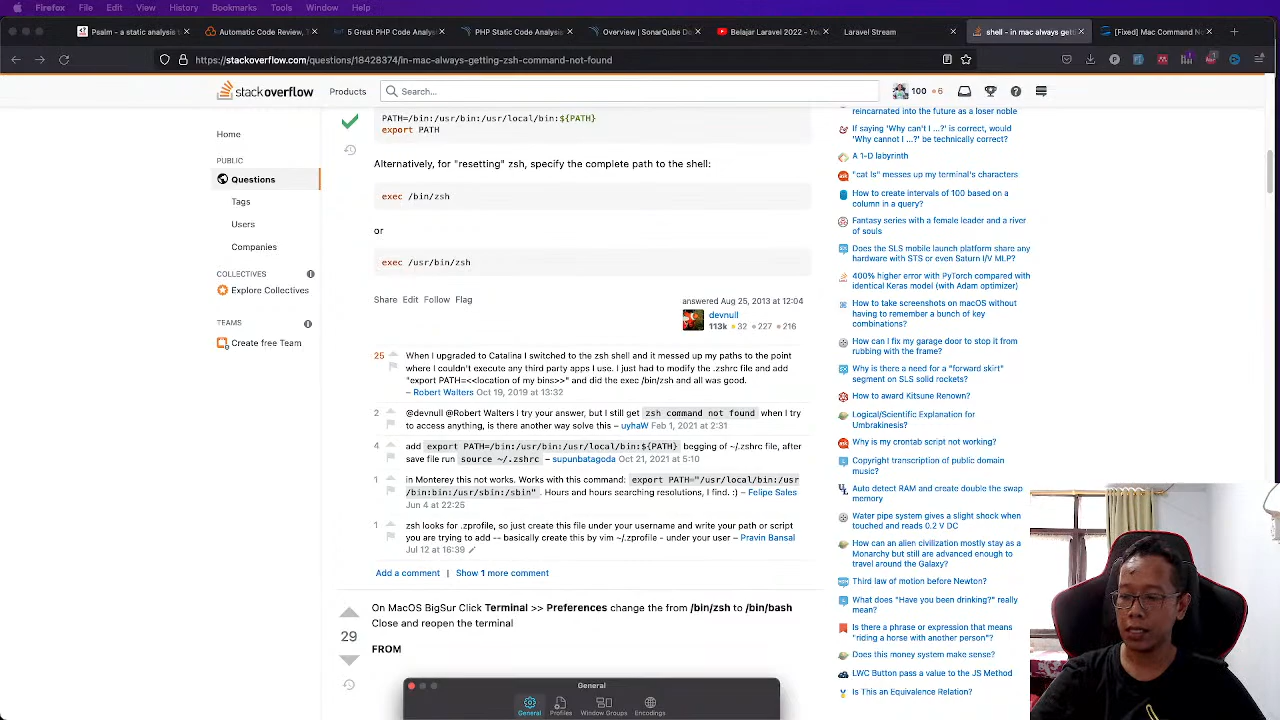 Firefox File Edit View History Bookmarks Tools Window Help
Psalm - a static analysis t
Automatic Code Review,
5 Great PHP Code Analys
PHP Static Code Analysis
Overview | SonarQube Do
Belajar Laravel 2022 - Yo
Laravel Stream
shell - in mac always getti
[Fixed] Mac Command No
https://stackoverflow.com/questions/18428374/in-mac-always-getting-zsh-command-not-found
stackoverflow
Products
Search...
100 6
Home
PUBLIC
Questions
Tags
Users
Companies
COLLECTIVES
Explore Collectives
TEAMS
Create free Team
PATH=/bin:/usr/bin:/usr/local/bin:${PATH}
export PATH
Alternatively, for "resetting" zsh, specify the complete path to the shell:
exec /bin/zsh
or
exec /usr/bin/zsh
Share Edit Follow Flag
answered Aug 25, 2013 at 12:04
devnull
113k 32 227 216
25
When I upgraded to Catalina I switched to the zsh shell and it messed up my paths to the point
where I couldn't execute any third party apps I use. I just had to modify the .zshrc file and add
"export PATH=<<location of my bins>>" and did the exec /bin/zsh and all was good.
– Robert Walters Oct 19, 2019 at 13:32
2
@devnull @Robert Walters I try your answer, but I still get zsh command not found when I try
to access anything, is there another way solve this – uyhaW Feb 1, 2021 at 2:31
4
add export PATH=/bin:/usr/bin:/usr/local/bin:${PATH} begging of ~/.zshrc file, after
save file run source ~/.zshrc – supunbatagoda Oct 21, 2021 at 5:10
1
in Monterey this not works. Works with this command: export PATH="/usr/local/bin:/usr
/bin:bin:/usr/sbin:/sbin" . Hours and hours searching resolutions, I find. :) – Felipe Sales
Jun 4 at 22:25
1
zsh looks for .zprofile, so just create this file under your username and write your path or script
you are trying to add -- basically create this by vim ~/.zprofile - under your user – Pravin Bansal
Jul 12 at 16:39
Add a comment | Show 1 more comment
29
On MacOS BigSur Click Terminal >> Preferences change the from /bin/zsh to /bin/bash
Close and reopen the terminal
FROM
General
General Profiles Window Groups Encodings
reincarnated into the future as a loser noble
If saying 'Why can't I ...?' is correct, would
'Why cannot I ...?' be technically correct?
A 1-D labyrinth
"cat ls" messes up my terminal's characters
How to create intervals of 100 based on a
column in a query?
Fantasy series with a female leader and a river
of souls
Does the SLS mobile launch platform share any
hardware with STS or even Saturn I/V MLP?
400% higher error with PyTorch compared with
identical Keras model (with Adam optimizer)
How to take screenshots on macOS without
having to remember a bunch of key
combinations?
How can I fix my garage door to stop it from
rubbing with the frame?
Why is there a need for a "forward skirt"
segment on SLS solid rockets?
How to award Kitsune Renown?
Logical/Scientific Explanation for
Umbrakinesis?
Why is my crontab script not working?
Copyright transcription of public domain
music?
Auto detect RAM and create double the swap
memory
Water pipe system gives a slight shock when
touched and reads 0.2 V DC
How can an alien civilization mostly stay as a
Monarchy but still are advanced enough to
travel around the Galaxy?
Third law of motion before Newton?
What does "Have you been drinking?" really
mean?
Is there a phrase or expression that means
"riding a horse with another person"?
Does this money system make sense?
LWC Button pass a value to the JS Method
Is This an Equivalence Relation?